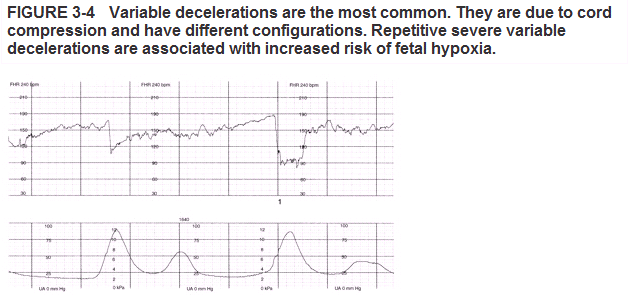 FIGURE 3-4 Variable decelerations are the most common. They are due to cord
compression and have different configurations. Repetitive severe variable
decelerations are associated with increased risk of fetal hypoxia.
FHR 240 bpm FHR 240 bpm FHR 240 bpm
210 210 210
180 180 180
150 150 150
120 120 120
90 90 90
60 60 60
30 30 30
1
1540
100 12 100 12 100
75 10 75 10 75
50 8 50 8 50
6 6
25 4 25 4 25
2 2
UA 0 mm Hg 0 kPa UA 0 mm Hg 0 kPa UA 0 mm Hg